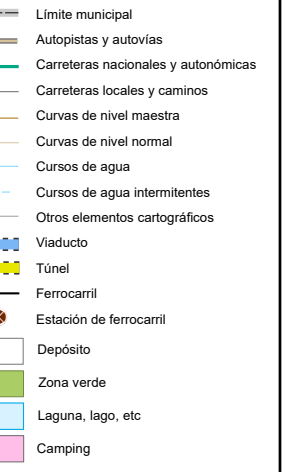 Límite municipal
Autopistas y autovías
Carreteras nacionales y autonómicas
Carreteras locales y caminos
Curvas de nivel maestra
Curvas de nivel normal
Cursos de agua
Cursos de agua intermitentes
Otros elementos cartográficos
Viaducto
Túnel
Ferrocarril
Estación de ferrocarril
Depósito
Zona verde
Laguna, lago, etc
Camping